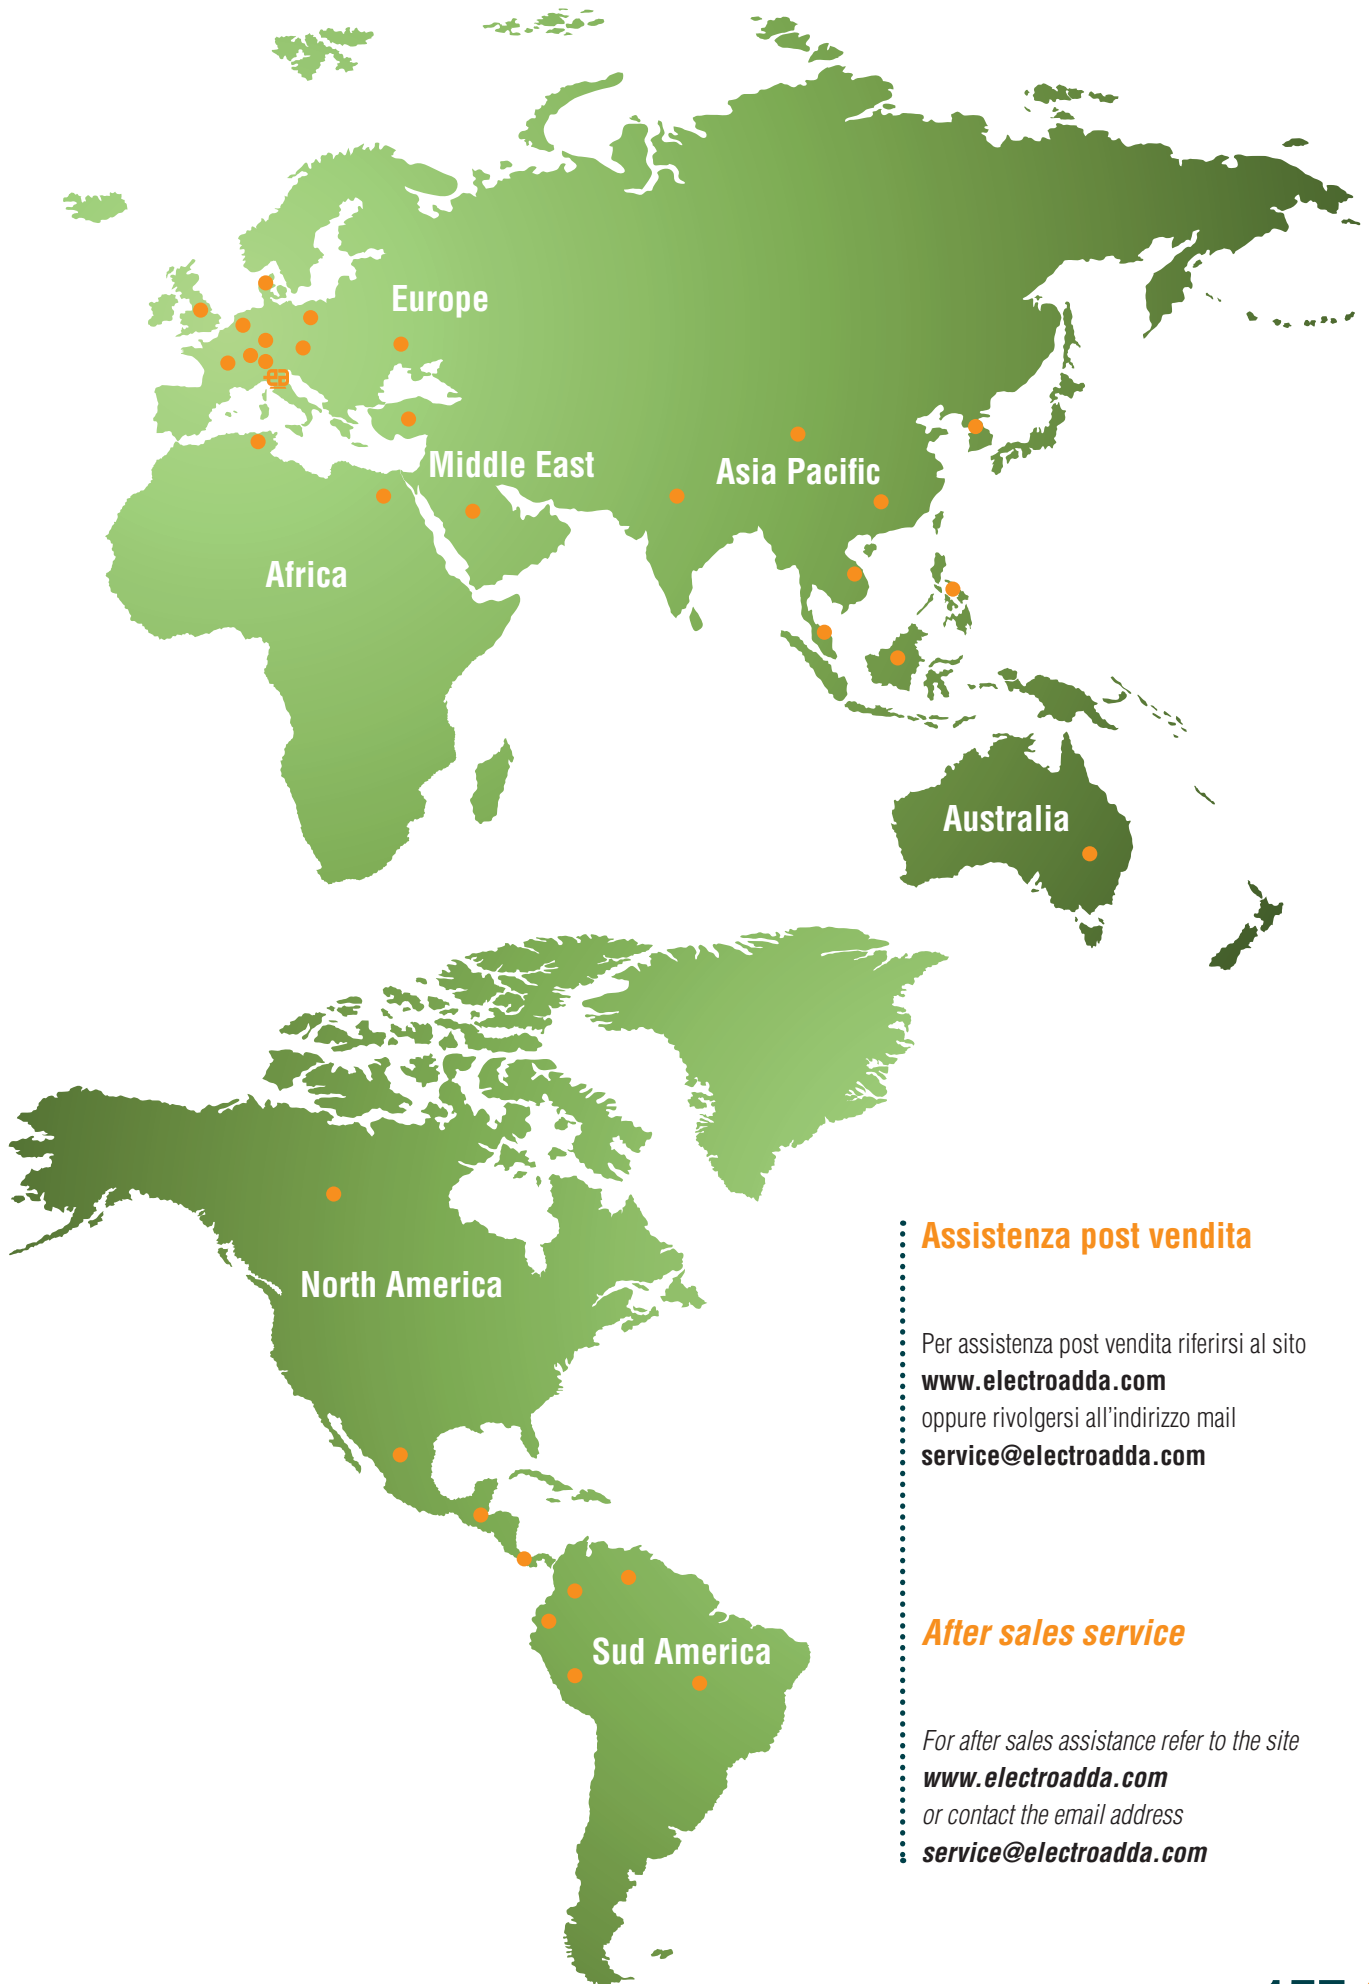 Europe
Middle East
Asia Pacific
Africa
Australia
North America
Sud America
Assistenza post vendita
Per assistenza post vendita riferirsi al sito
www.electroadda.com
oppure rivolgersi all'indirizzo mail
service@electroadda.com
After sales service
For after sales assistance refer to the site
www.electroadda.com
or contact the email address
service@electroadda.com